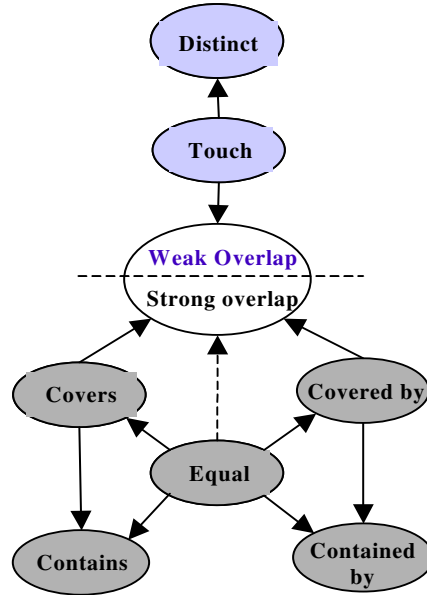 Distinct
Touch
Weak Overlap
Strong overlap
Covers
Covered by
Equal
Contains
Contained
by